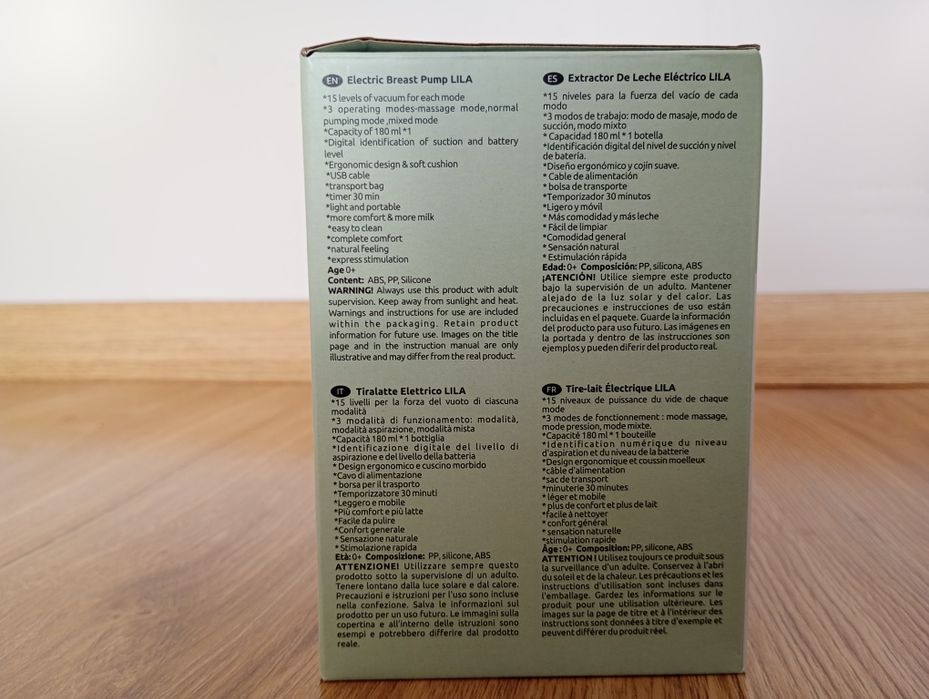 EN Electric Breast Pump LILA
*15 levels of vacuum for each mode
*3 operating modes-massage mode,normal
pumping mode ,mixed mode
*Capacity of 180 ml *1
*Digital identification of suction and battery
level
*Ergonomic design & soft cushion
*USB cable
*transport bag
*timer 30 min
*light and portable
*more comfort & more milk
*easy to clean
*complete comfort
*natural feeling
*express stimulation
Age 0+
Content: ABS, PP, Silicone
WARNING! Always use this product with adult
supervision. Keep away from sunlight and heat.
Warnings and instructions for use are included
within the packaging. Retain product
information for future use. Images on the title
page and in the instruction manual are only
illustrative and may differ from the real product.
ES Extractor De Leche Eléctrico LILA
*15 niveles para la fuerza del vacío de cada
modo
*3 modos de trabajo: modo de masaje, modo de
succión, modo mixto
* Capacidad 180 ml * 1 botella
*Identificación digital del nivel de succión y nivel
de batería.
*Diseño ergonómico y cojín suave.
* Cable de alimentación
* bolsa de transporte
*Temporizador 30 minutos
*Ligero y móvil
* Más comodidad y más leche
* Fácil de limpiar
*Comodidad general
* Sensación natural
* Estimulación rápida
Edad: 0+ Composición: PP, silicona, ABS
¡ATENCIÓN! Utilice siempre este producto
bajo la supervisión de un adulto. Mantener
alejado de la luz solar y del calor. Las
precauciones e instrucciones de uso están
incluidas en el paquete. Guarde la información
del producto para uso futuro. Las imágenes en
la portada y dentro de las instrucciones son
ejemplos y pueden diferir del producto real.
IT Tiralatte Elettrico LILA
*15 livelli per la forza del vuoto di ciascuna
modalità
*3 modalità di funzionamento: modalità,
modalità aspirazione, modalità mista
*Capacità 180 ml * 1 bottiglia
*Identificazione digitale del livello di
aspirazione e del livello della batteria
* Design ergonomico e cuscino morbido
*Cavo di alimentazione
* borsa per il trasporto
*Temporizzatore 30 minuti
*Leggero e mobile
*Più comfort e più latte
*Facile da pulire
*Confort generale
* Sensazione naturale
* Stimolazione rapida
Età: 0+ Composizione: PP, silicone, ABS
ATTENZIONE! Utilizzare sempre questo
prodotto sotto la supervisione di un adulto.
Tenere lontano dalla luce solare e dal calore.
Precauzioni e istruzioni per l'uso sono incluse
nella confezione. Salva le informazioni sul
prodotto per un uso futuro. Le immagini sulla
copertina e all'interno delle istruzioni sono
esempi e potrebbero differire dal prodotto
reale.
FR Tire-lait Électrique LILA
*15 niveaux de puissance du vide de chaque
mode
*3 modes de fonctionnement : mode massage,
mode pression, mode mixte.
*Capacité 180 ml * 1 bouteille
*Identification numérique du niveau
d'aspiration et du niveau de la batterie
*Design ergonomique et coussin moelleux
*câble d'alimentation
*sac de transport
*minuterie 30 minutes
* léger et mobile
* plus de confort et plus de lait
*facile à nettoyer
* confort général
* sensation naturelle
*stimulation rapide
Âge: 0+ Composition: PP, silicone, ABS
ATTENTION ! Utilisez toujours ce produit sous
la surveillance d'un adulte. Conservez à l'abri
du soleil et de la chaleur. Les précautions et les
instructions d'utilisation sont incluses dans
l'emballage. Gardez les informations sur le
produit pour une utilisation ultérieure. Les
images sur la page de titre et à l'intérieur des
instructions sont données à titre d'exemple et
peuvent différer du produit réel.